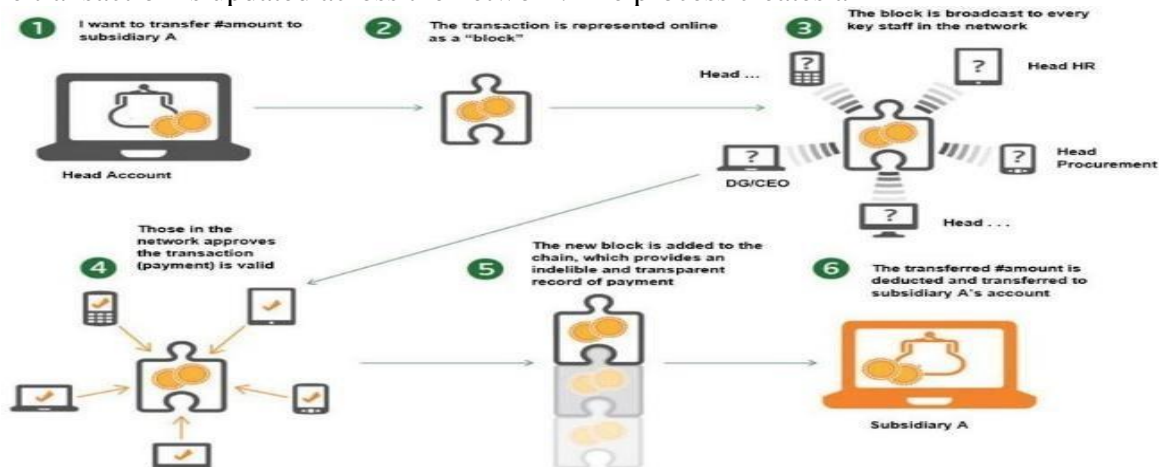 1
I want to transfer #amount to
subsidiary A
Head Account
2
The transaction is represented online
as a “block”
3
The block is broadcast to every
key staff in the network
Head ...
?
?
Head HR
?
DG/CEO
?
Head
Procurement
?
Head . . .
4
Those in the
network approves
the transaction
(payment) is valid
5
The new block is added to the
chain, which provides an
indelible and transparent
record of payment
6
The transferred #amount is
deducted and transferred to
subsidiary A's account
Subsidiary A